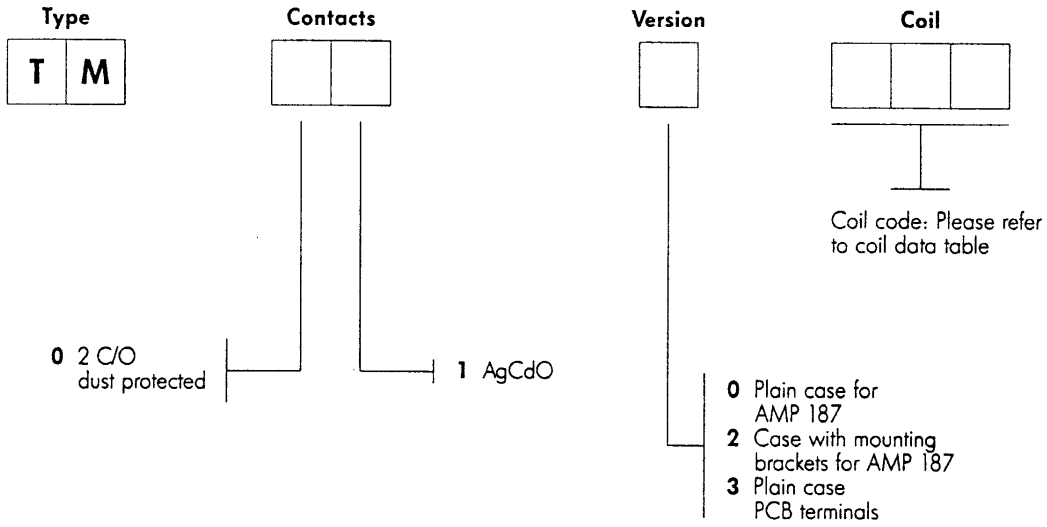 Type
Contacts
Version
Coil
T M
Coil code: Please refer
to coil data table
0 2 C/O
dust protected
1 AgCdO
0 Plain case for
AMP 187
2 Case with mounting
brackets for AMP 187
3 Plain case
PCB terminals